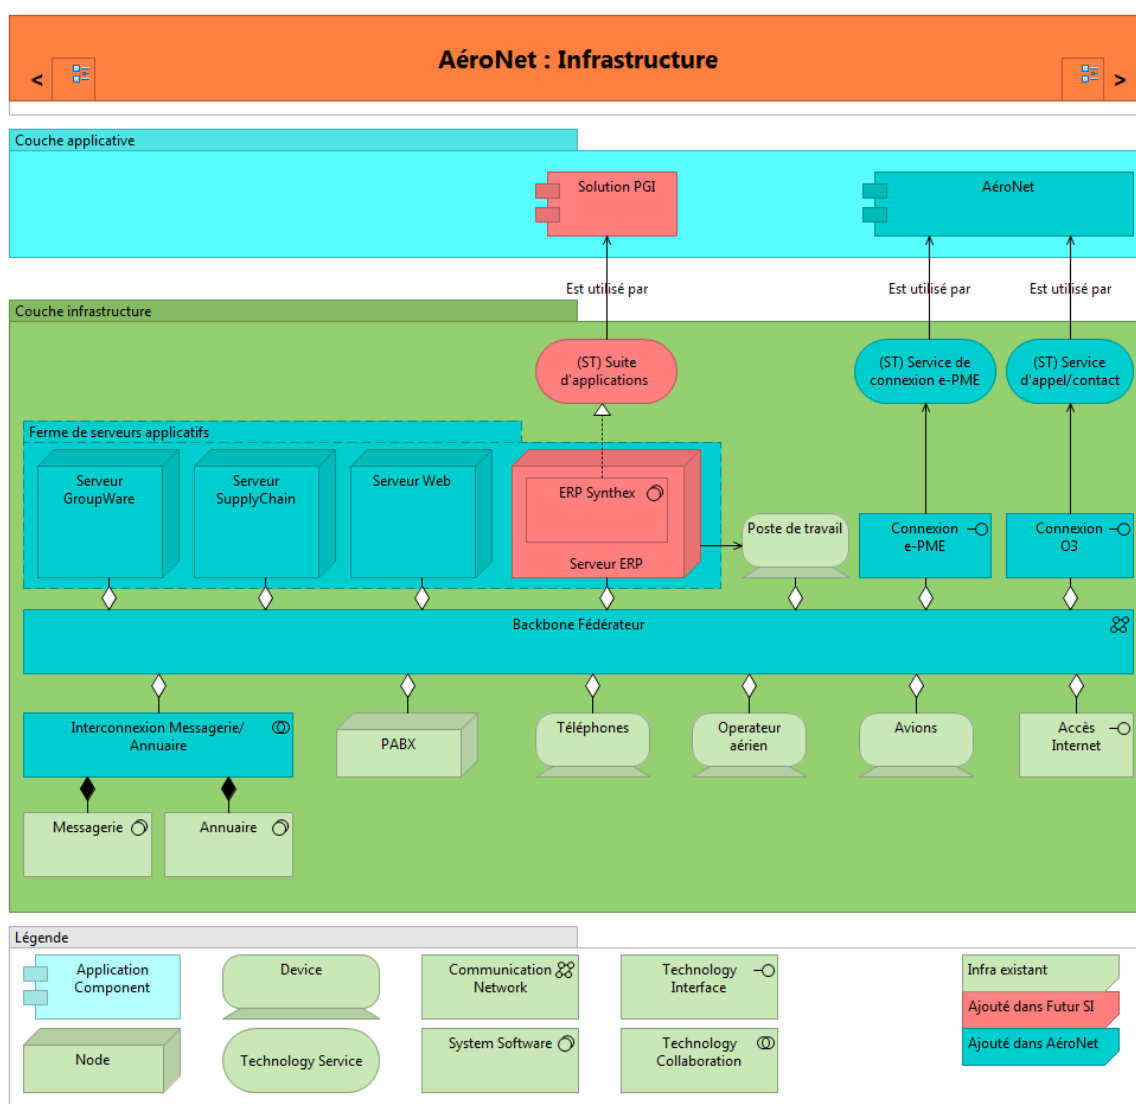 AéroNet : Infrastructure
<
>
Couche applicative
Solution PGI
AéroNet
Est utilisé par
Est utilisé par
Est utilisé par
Couche infrastructure
(ST) Suite
d'applications
(ST) Service de
connexion e-PME
(ST) Service
d'appel/contact
Ferme de serveurs applicatifs
Serveur
GroupWare
Serveur
SupplyChain
Serveur Web
ERP Synthex
Serveur ERP
Poste de travail
Connexion
e-PME
Connexion
O3
Backbone Fédérateur
Interconnexion Messagerie/
Annuaire
PABX
Téléphones
Operateur
aérien
Avions
Accès
Internet
Messagerie
Annuaire
Légende
Application
Component
Device
Communication
Network
Technology
Interface
Node
Technology Service
System Software
Technology
Collaboration
Infra existant
Ajouté dans Futur SI
Ajouté dans AéroNet